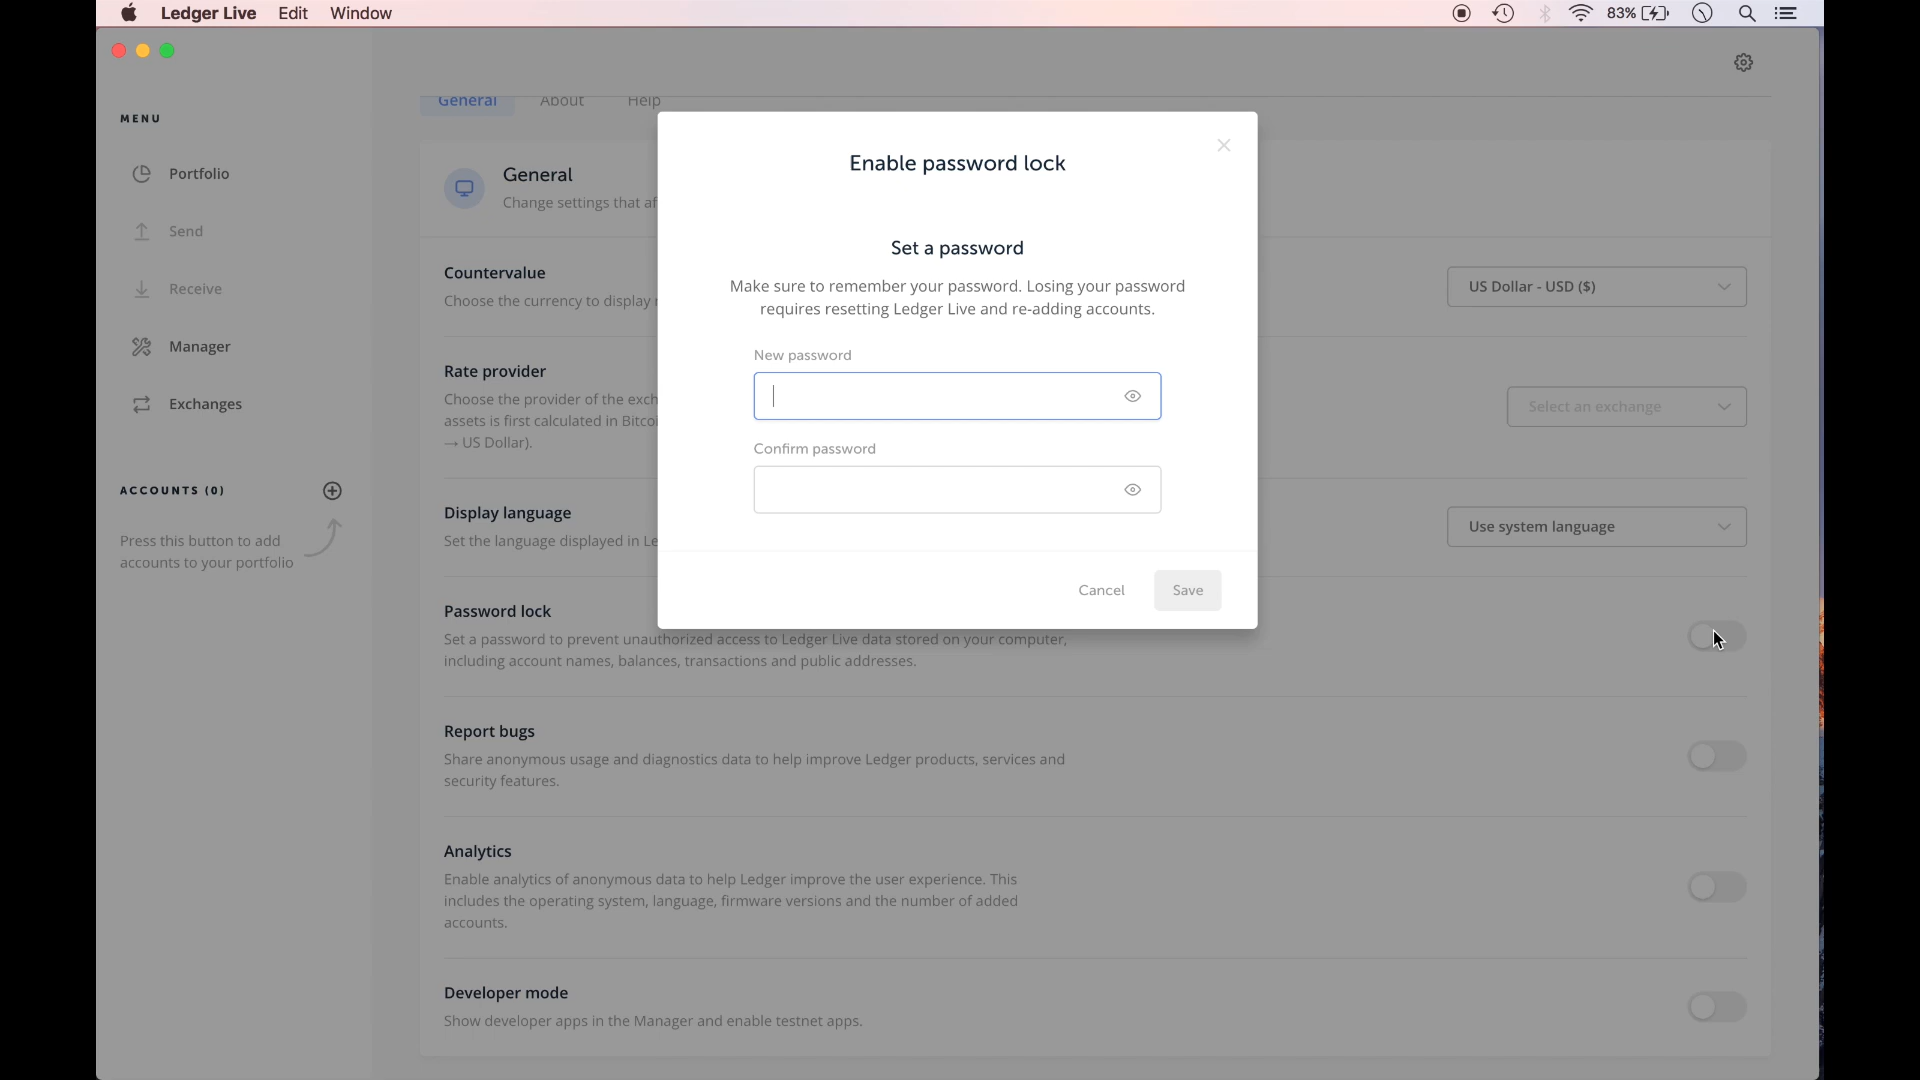 Ledger Live Edit Window
83%
General About Help
MENU
Portfolio
Send
Receive
Manager
Exchanges
ACCOUNTS (0)
Press this button to add
accounts to your portfolio
General
Change settings that af
Countervalue
Choose the currency to display
US Dollar - USD ($)
Rate provider
Choose the provider of the exch
assets is first calculated in Bitcoi
→ US Dollar).
Select an exchange
Display language
Set the language displayed in Le
Use system language
Password lock
Set a password to prevent unauthorized access to Ledger Live data stored on your computer,
including account names, balances, transactions and public addresses.
Report bugs
Share anonymous usage and diagnostics data to help improve Ledger products, services and
security features.
Analytics
Enable analytics of anonymous data to help Ledger improve the user experience. This
includes the operating system, language, firmware versions and the number of added
accounts.
Developer mode
Show developer apps in the Manager and enable testnet apps.
Enable password lock
Set a password
Make sure to remember your password. Losing your password
requires resetting Ledger Live and re-adding accounts.
New password
Confirm password
Cancel Save